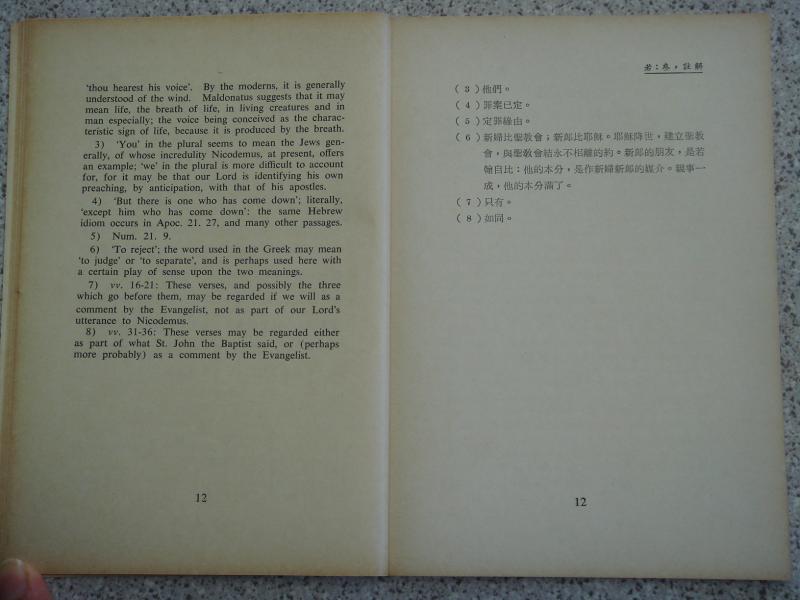 'thou hearest his voice'. By the moderns, it is generally
understood of the wind. Maldonatus suggests that it may
mean life, the breath of life, in living creatures and in
man especially; the voice being conceived as the charac-
teristic sign of life, because it is produced by the breath.
3) 'You' in the plural seems to mean the Jews gen-
erally, of whose incredulity Nicodemus, at present, offers
an example; 'we' in the plural is more difficult to account
for, for it may be that our Lord is identifying his own
preaching, by anticipation, with that of his apostles.
4) 'But there is one who has come down'; literally,
'except him who has come down': the same Hebrew
idiom occurs in Apoc. 21. 27, and many other passages.
5) Num. 21. 9.
6) 'To reject'; the word used in the Greek may mean
'to judge' or 'to separate', and is perhaps used here with
a certain play of sense upon the two meanings.
7) vv. 16-21: These verses, and possibly the three
which go before them, may be regarded if we will as a
comment by the Evangelist, not as part of our Lord's
utterance to Nicodemus.
8) vv. 31-36: These verses may be regarded either
as part of what St. John the Baptist said, or (perhaps
more probably) as a comment by the Evangelist.
12
若：叁，註解
（3）他們。
（4）罪案已定。
（5）定罪緣由。
（6）新婦比聖教會；新郎比耶穌。耶穌降世，建立聖教
會，與聖教會結永不相離的約。新郎的朋友，是若
翰自比：他的本分，是作新婦新郎的媒介。親事一
成，他的本分滿了。
（7）只有。
（8）如同。
12